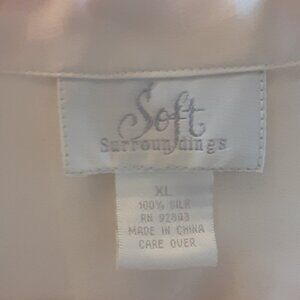 Soft
Surroundings
XL
100% SILK
RN 92803
MADE IN CHINA
CARE OVER